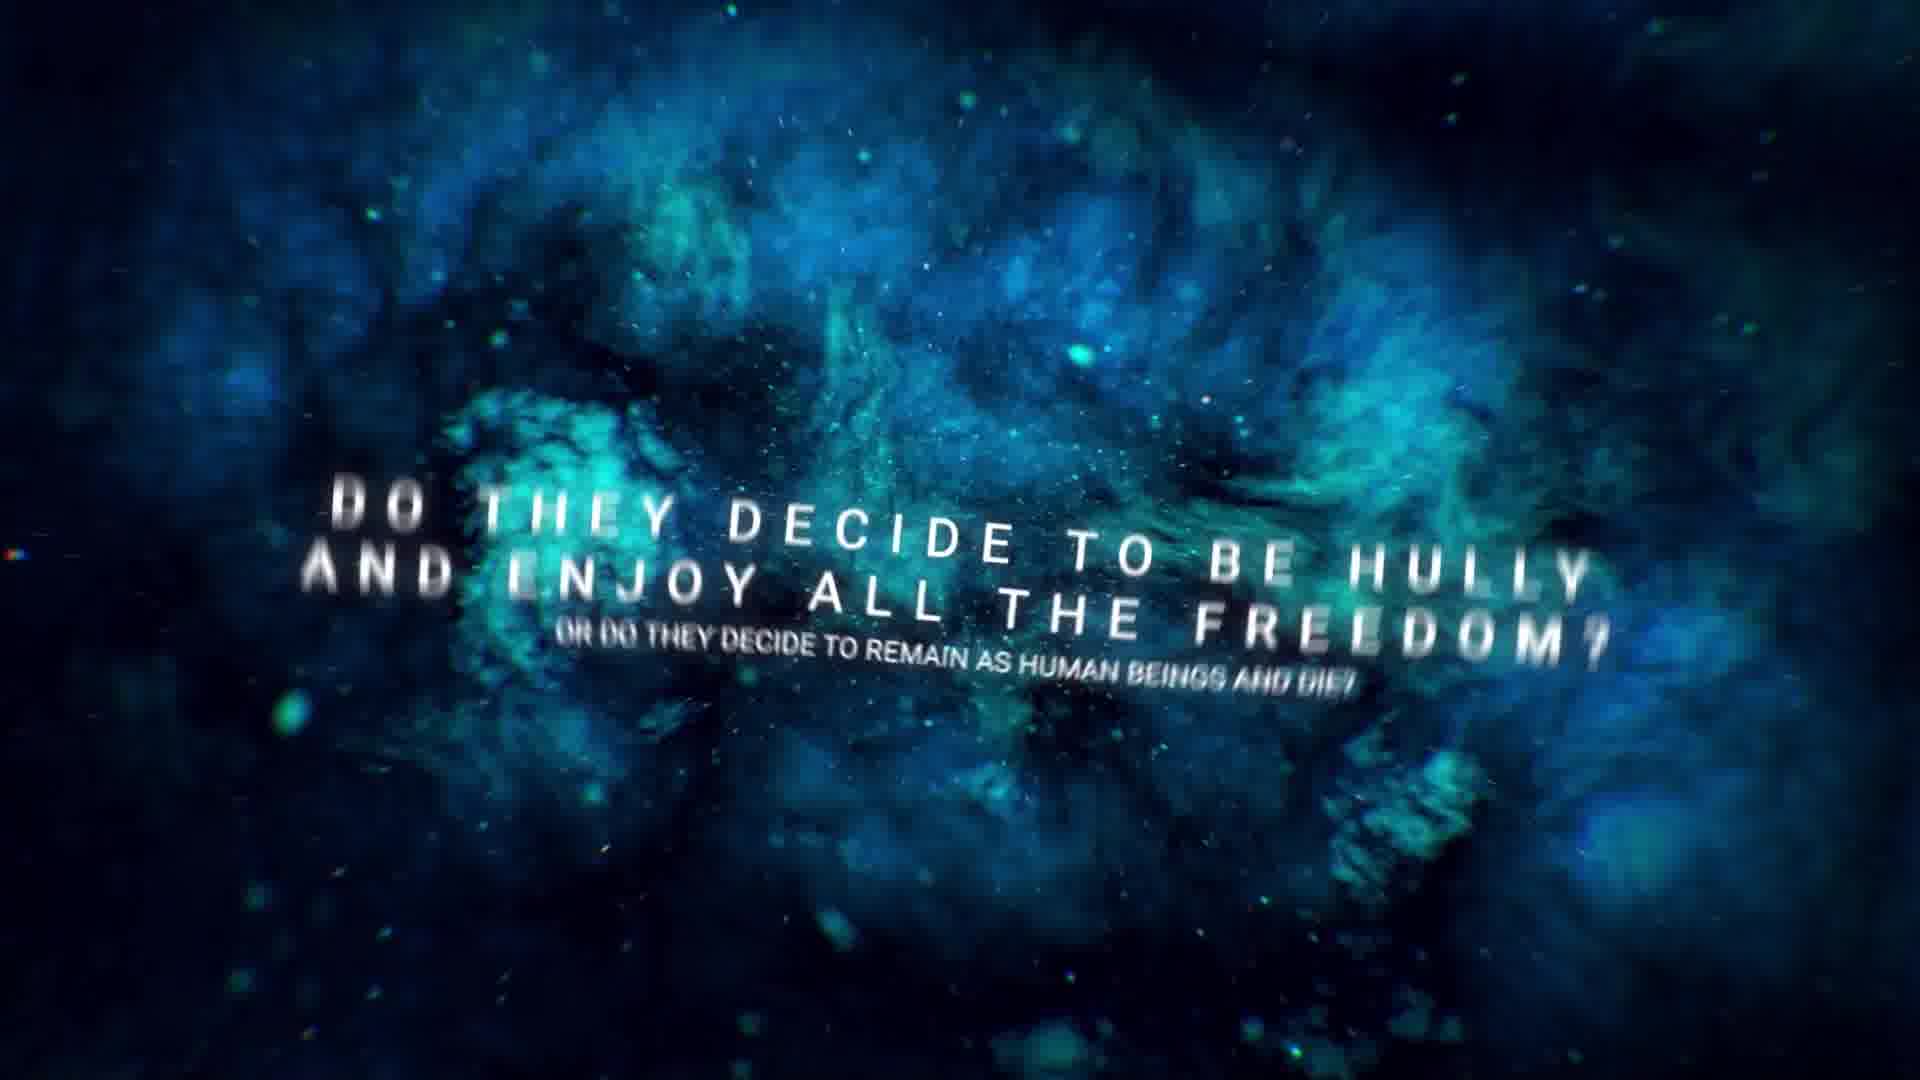 DO THEY DECIDE TO BE HULLY
AND ENJOY ALL THE FREEDOM?
OR DO THEY DECIDE TO REMAIN AS HUMAN BEINGS AND DIE?